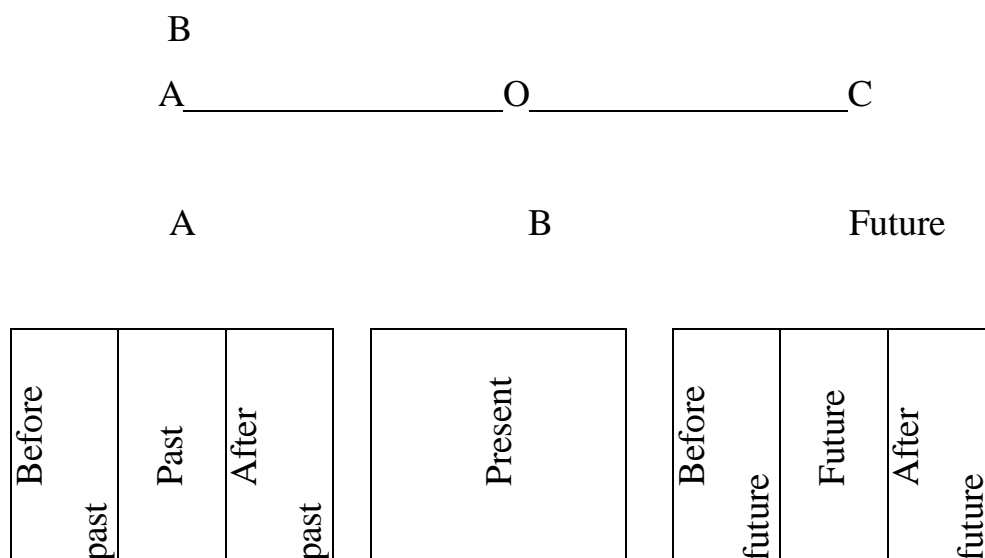 B
A O C
A B Future
Before past
Past
After past
Present
Before future
Future
After future